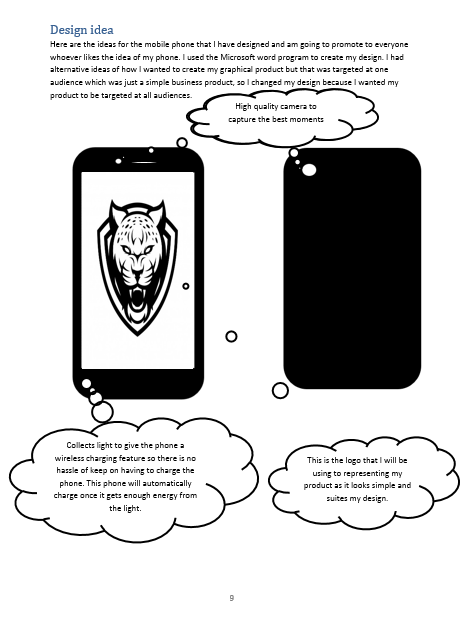 Design idea
Here are the ideas for the mobile phone that I have designed and am going to promote to everyone
whoever likes the idea of my phone. I used the Microsoft word program to create my design. I had
alternative ideas of how I wanted to create my graphical product but that was targeted at one
audience which was just a simple business product, so I changed my design because I wanted my
product to be targeted at all audiences.
High quality camera to
capture the best moments
Collects light to give the phone a
wireless charging feature so there is no
hassle of keep on having to charge the
phone. This phone will automatically
charge once it gets enough energy from
the light.
This is the logo that I will be
using to representing my
product as it looks simple and
suites my design.
9